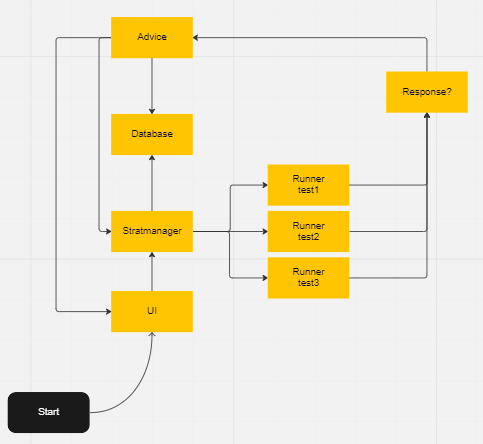 Advice
Response?
Database
Runner
test1
Stratmanager
Runner
test2
Runner
test3
UI
Start